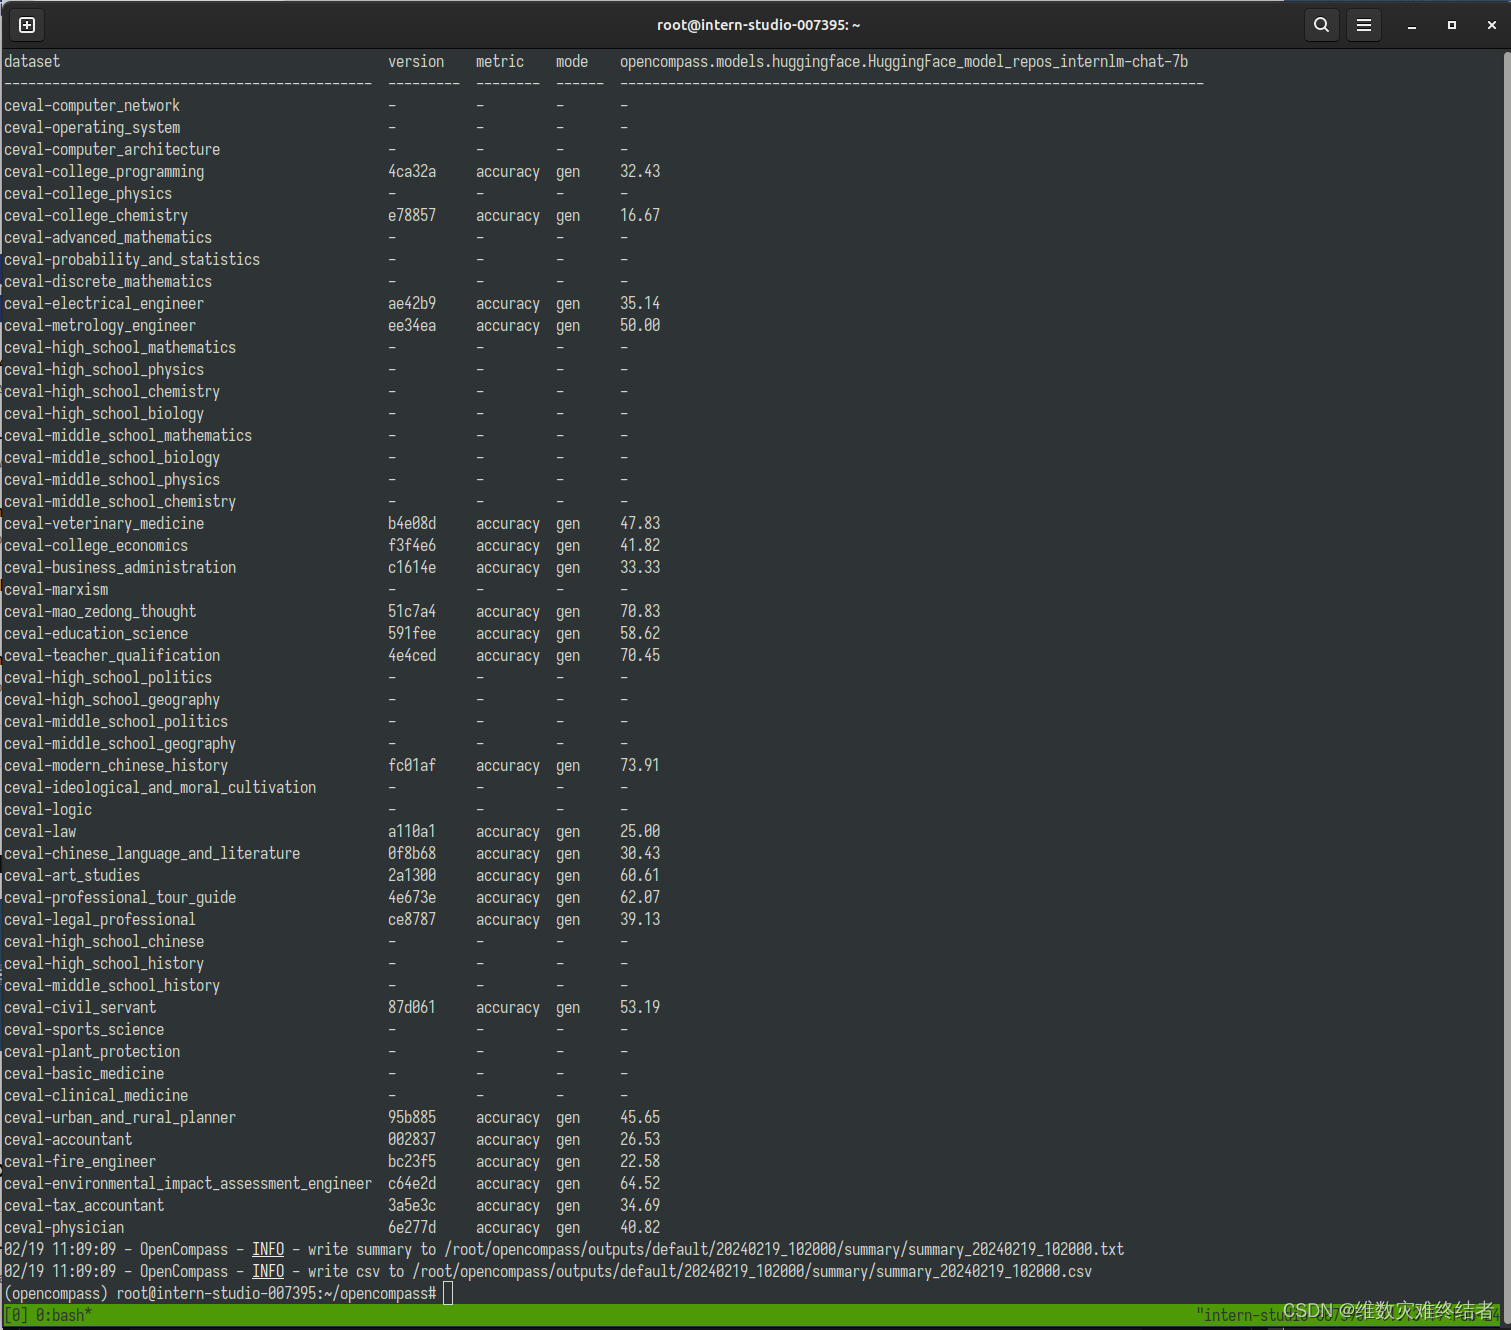 root@intern-studio-007395: ~
dataset version metric mode opencompass.models.huggingface.HuggingFace_model_repos_internlm-chat-7b
---------------------------------------------- --------- -------- ------ -------------------------------------------------------------------------
ceval-computer_network - - - -
ceval-operating_system - - - -
ceval-computer_architecture - - - -
ceval-college_programming 4ca32a accuracy gen 32.43
ceval-college_physics - - - -
ceval-college_chemistry e78857 accuracy gen 16.67
ceval-advanced_mathematics - - - -
ceval-probability_and_statistics - - - -
ceval-discrete_mathematics - - - -
ceval-electrical_engineer ae42b9 accuracy gen 35.14
ceval-metrology_engineer ee34ea accuracy gen 50.00
ceval-high_school_mathematics - - - -
ceval-high_school_physics - - - -
ceval-high_school_chemistry - - - -
ceval-high_school_biology - - - -
ceval-middle_school_mathematics - - - -
ceval-middle_school_biology - - - -
ceval-middle_school_physics - - - -
ceval-middle_school_chemistry - - - -
ceval-veterinary_medicine b4e08d accuracy gen 47.83
ceval-college_economics f3f4e6 accuracy gen 41.82
ceval-business_administration c1614e accuracy gen 33.33
ceval-marxism - - - -
ceval-mao_zedong_thought 51c7a4 accuracy gen 70.83
ceval-education_science 591fee accuracy gen 58.62
ceval-teacher_qualification 4e4ced accuracy gen 70.45
ceval-high_school_politics - - - -
ceval-high_school_geography - - - -
ceval-middle_school_politics - - - -
ceval-middle_school_geography - - - -
ceval-modern_chinese_history fc01af accuracy gen 73.91
ceval-ideological_and_moral_cultivation - - - -
ceval-logic - - - -
ceval-law a110a1 accuracy gen 25.00
ceval-chinese_language_and_literature 0f8b68 accuracy gen 30.43
ceval-art_studies 2a1300 accuracy gen 60.61
ceval-professional_tour_guide 4e673e accuracy gen 62.07
ceval-legal_professional ce8787 accuracy gen 39.13
ceval-high_school_chinese - - - -
ceval-high_school_history - - - -
ceval-middle_school_history - - - -
ceval-civil_servant 87d061 accuracy gen 53.19
ceval-sports_science - - - -
ceval-plant_protection - - - -
ceval-basic_medicine - - - -
ceval-clinical_medicine - - - -
ceval-urban_and_rural_planner 95b885 accuracy gen 45.65
ceval-accountant 002837 accuracy gen 26.53
ceval-fire_engineer bc23f5 accuracy gen 22.58
ceval-environmental_impact_assessment_engineer c64e2d accuracy gen 64.52
ceval-tax_accountant 3a5e3c accuracy gen 34.69
ceval-physician 6e277d accuracy gen 40.82
02/19 11:09:09 - OpenCompass - INFO - write summary to /root/opencompass/outputs/default/20240219_102000/summary/summary_20240219_102000.txt
02/19 11:09:09 - OpenCompass - INFO - write csv to /root/opencompass/outputs/default/20240219_102000/summary/summary_20240219_102000.csv
(opencompass) root@intern-studio-007395:~/opencompass#
[0] 0:bash*
CSDN @维数灾难终结者